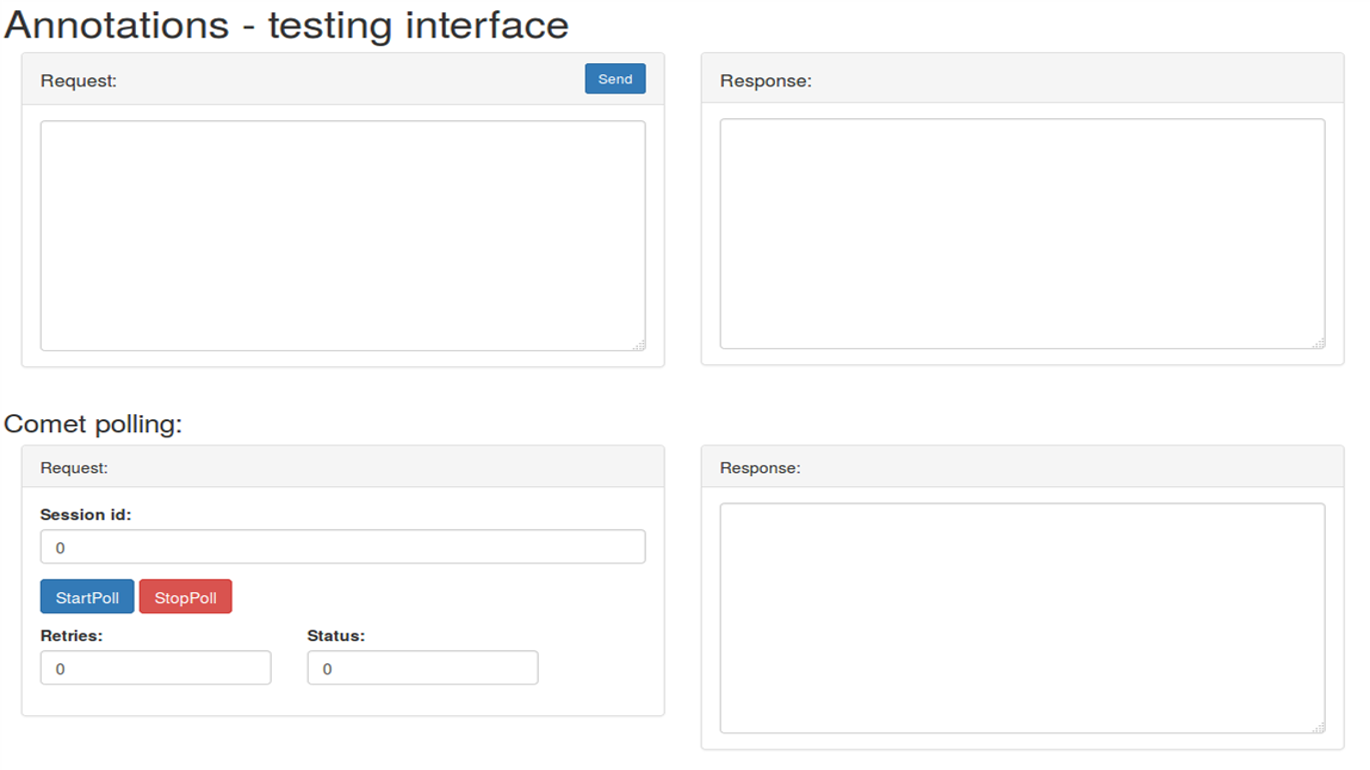 Annotations - testing interface
Request:
Send
Response:
Comet polling:
Request:
Response:
Session id:
0
StartPoll
StopPoll
Retries:
Status:
0
0